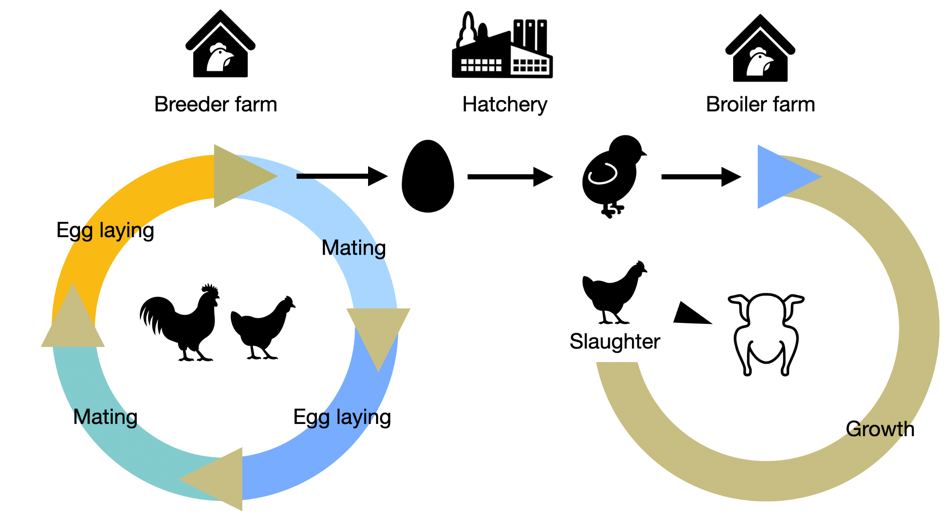 Breeder farm
Hatchery
Broiler farm
Egg laying
Mating
Slaughter
Mating
Egg laying
Growth